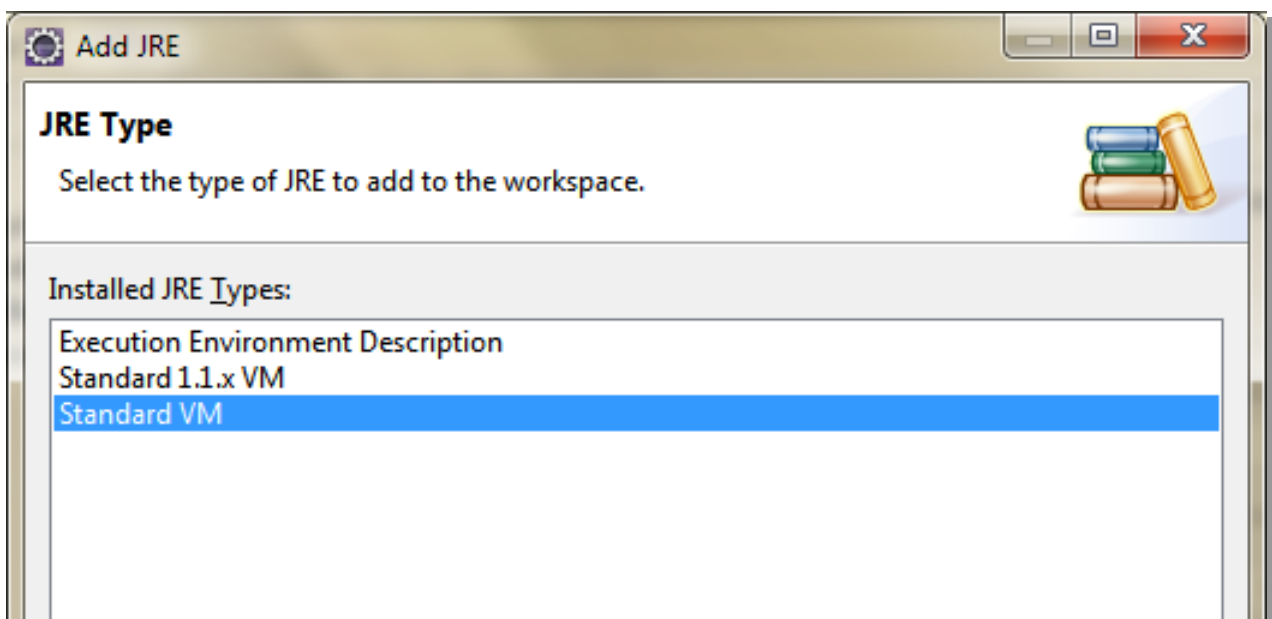 Add JRE
JRE Type
Select the type of JRE to add to the workspace.
Installed JRE Types:
Execution Environment Description
Standard 1.1.x VM
Standard VM